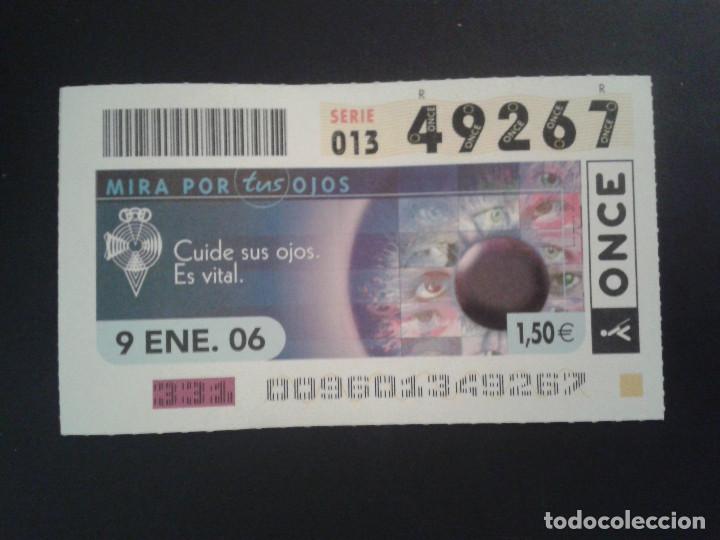 R R
SERIE
013 49267
MIRA POR tus OJOS
Cuide sus ojos.
Es vital.
9 ENE. 06
1,50€
ONCE
331 009601349267
todocoleccion